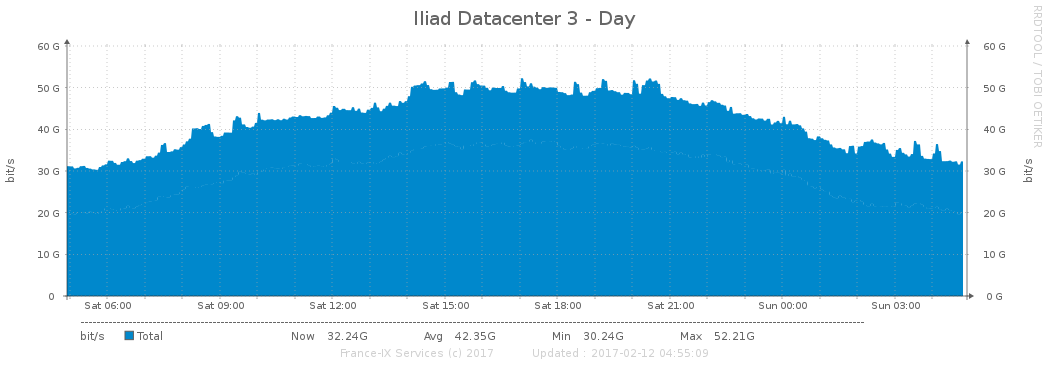 Iliad Datacenter 3 - Day
RRDTOOL / TOBI OETIKER
60 G 60 G
50 G 50 G
40 G 40 G
30 G 30 G
20 G 20 G
10 G 10 G
0 0 G
bit/s bit/s
Sat 06:00 Sat 09:00 Sat 12:00 Sat 15:00 Sat 18:00 Sat 21:00 Sun 00:00 Sun 03:00
bit/s Total Now 32.24G Avg 42.35G Min 30.24G Max 52.21G
France-IX Services (c) 2017 Updated : 2017-02-12 04:55:09